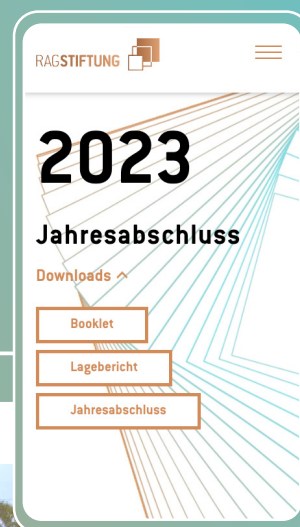 RAGSTIFTUNG
2023
Jahresabschluss
Downloads
Booklet
Lagebericht
Jahresabschluss